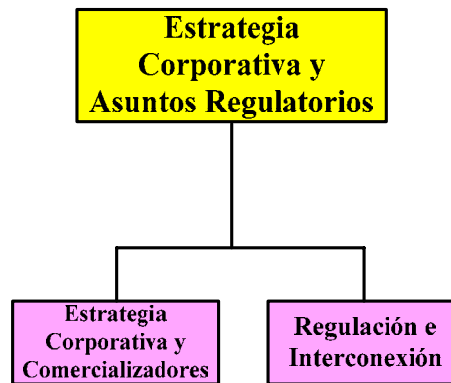 Estrategia
Corporativa y
Asuntos Regulatorios
Estrategia
Corporativa y
Comercializadores
Regulación e
Interconexión